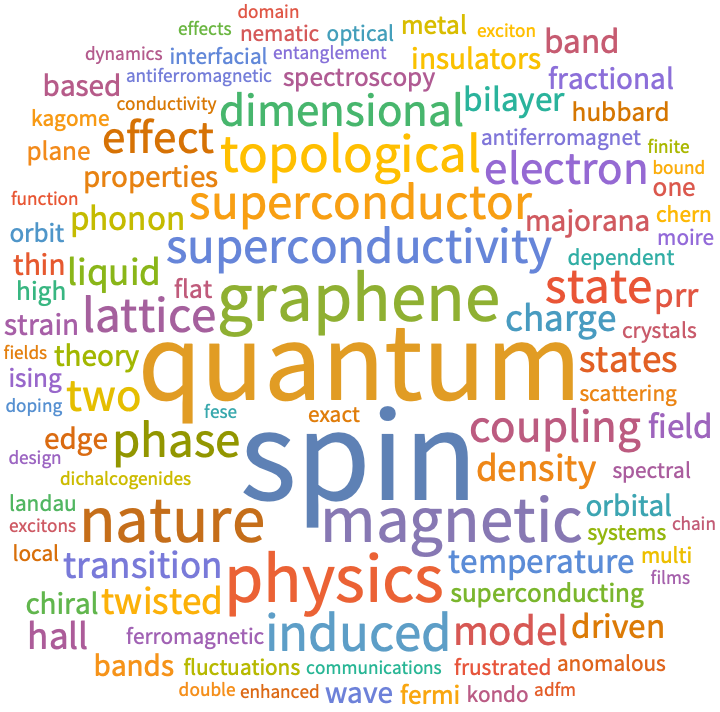 domain
effects nematic optical metal exciton
dynamics interfacial entanglement insulators band
based antiferromagnetic spectroscopy fractional
kagome conductivity dimensional bilayer hubbard
plane effect topological antiferromagnet finite
properties electron bound
function superconductor one
orbit phonon majorana chern
superconductivity dependent moire
thin liquid
high flat graphene state prr
strain lattice charge crystals
fields theory quantum states
ising two scattering
doping fese exact
edge phase spin coupling field
design density spectral
dichalcogenides
landau nature magnetic orbital chain
excitons systems
local transition physics temperature multi
films
chiral twisted superconducting
hall ferromagnetic induced model driven
bands fluctuations communications frustrated anomalous
double enhanced wave fermi kondo adfm